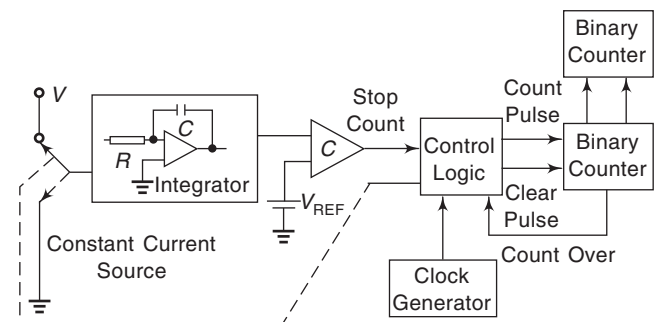 Binary
Counter
V
Count
Pulse
Stop
Count
C
R
Integrator
C
Control
Logic
Binary
Counter
VREF
Clear
Pulse
Constant Current
Source
Count Over
Clock
Generator